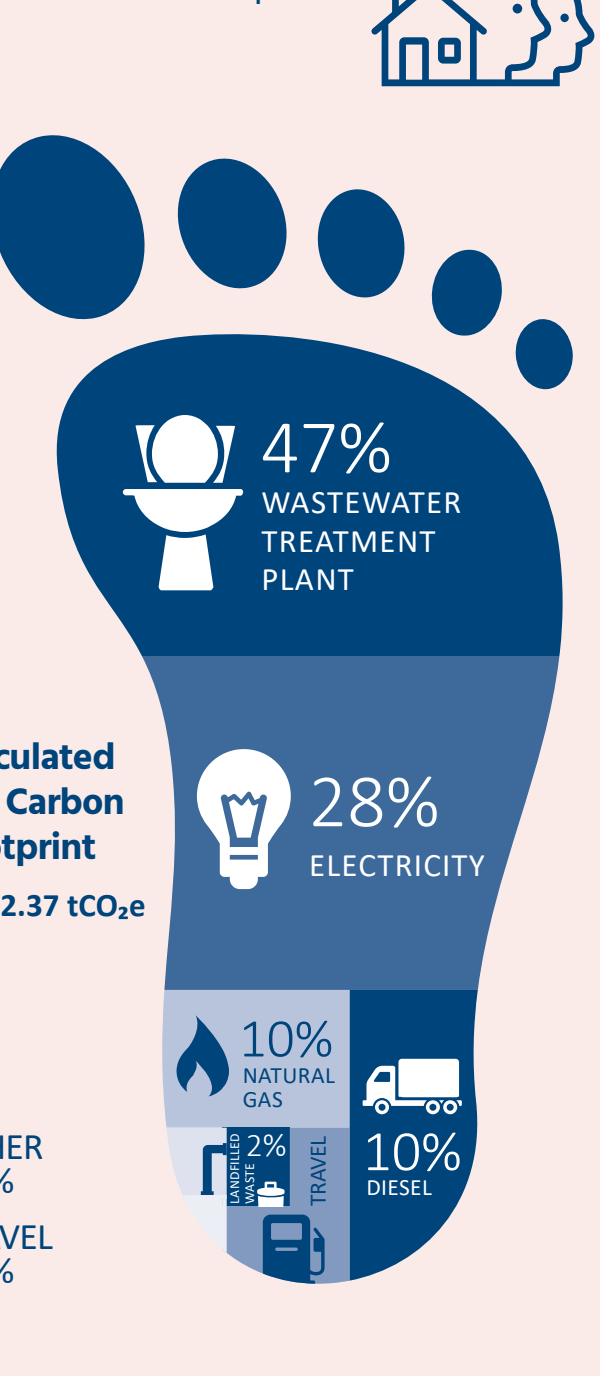 47%
WASTEWATER
TREATMENT
PLANT
culated
Carbon
tprint
2.37 tCO₂e
28%
ELECTRICITY
10%
NATURAL
GAS
LANDFILLED
WASTE
2%
TRAVEL
10%
DIESEL
HER
%
VEL
%